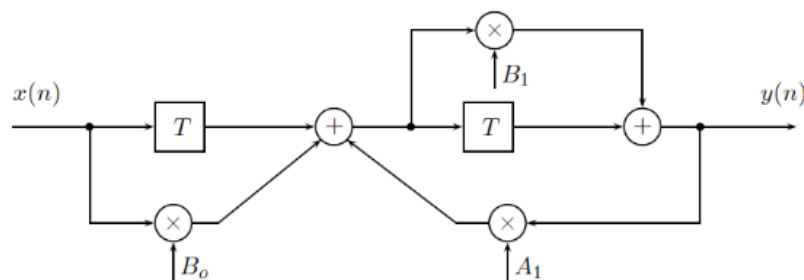 ×
B₁
x(n)
y(n)
T
+
T
+
×
×
Bₒ
A₁